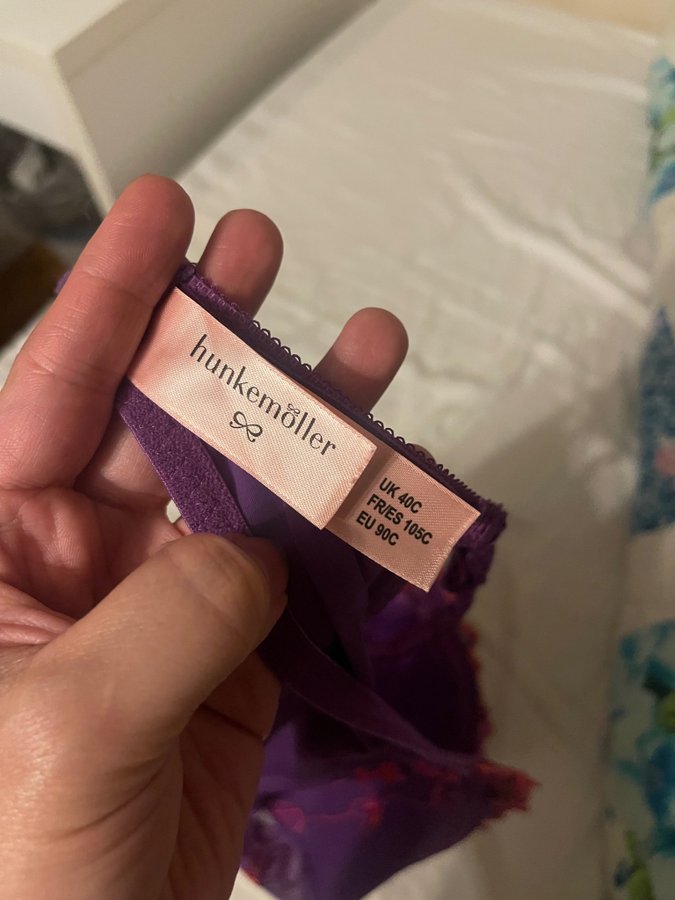 hunkemöller
UK 40C
FR/ES 105C
EU 90C